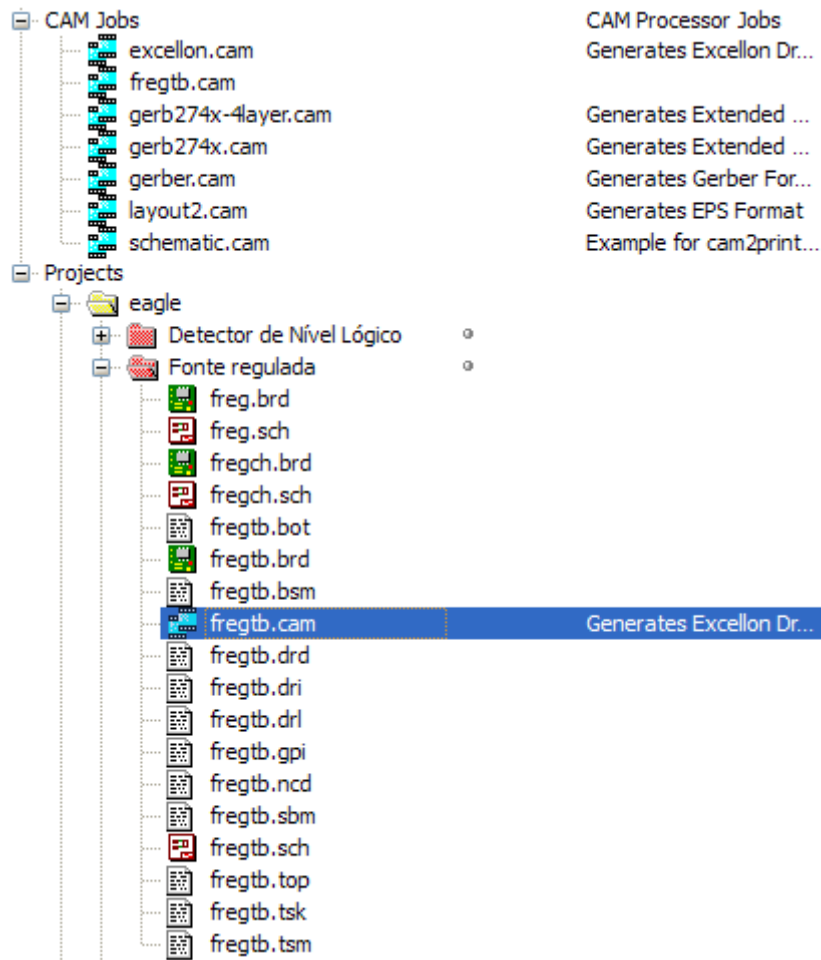 CAM Jobs CAM Processor Jobs
excellon.cam Generates Excellon Dr...
fregtb.cam
gerb274x-4layer.cam Generates Extended ...
gerb274x.cam Generates Extended ...
gerber.cam Generates Gerber For...
layout2.cam Generates EPS Format
schematic.cam Example for cam2print...
Projects
eagle
Detector de Nível Lógico
Fonte regulada
freg.brd
freg.sch
fregch.brd
fregch.sch
fregtb.bot
fregtb.brd
fregtb.bsm
fregtb.cam Generates Excellon Dr...
fregtb.drd
fregtb.dri
fregtb.drl
fregtb.gpi
fregtb.ncd
fregtb.sbm
fregtb.sch
fregtb.top
fregtb.tsk
fregtb.tsm